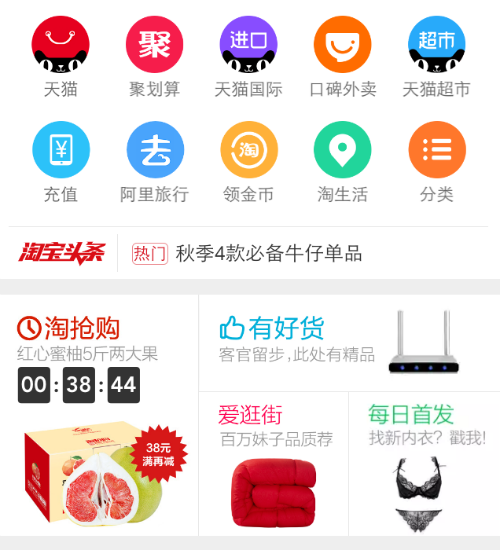 聚
进口
超市
天猫
聚划算
天猫国际
口碑外卖
天猫超市
¥
去
淘
充值
阿里旅行
领金币
淘生活
分类
淘宝头条
热门
秋季4款必备牛仔单品
淘抢购
红心蜜柚5斤两大果
00:38:44
38元
满再减
有好货
客官留步,此处有精品
爱逛街
百万妹子品质荐
每日首发
找新内衣？戳我!